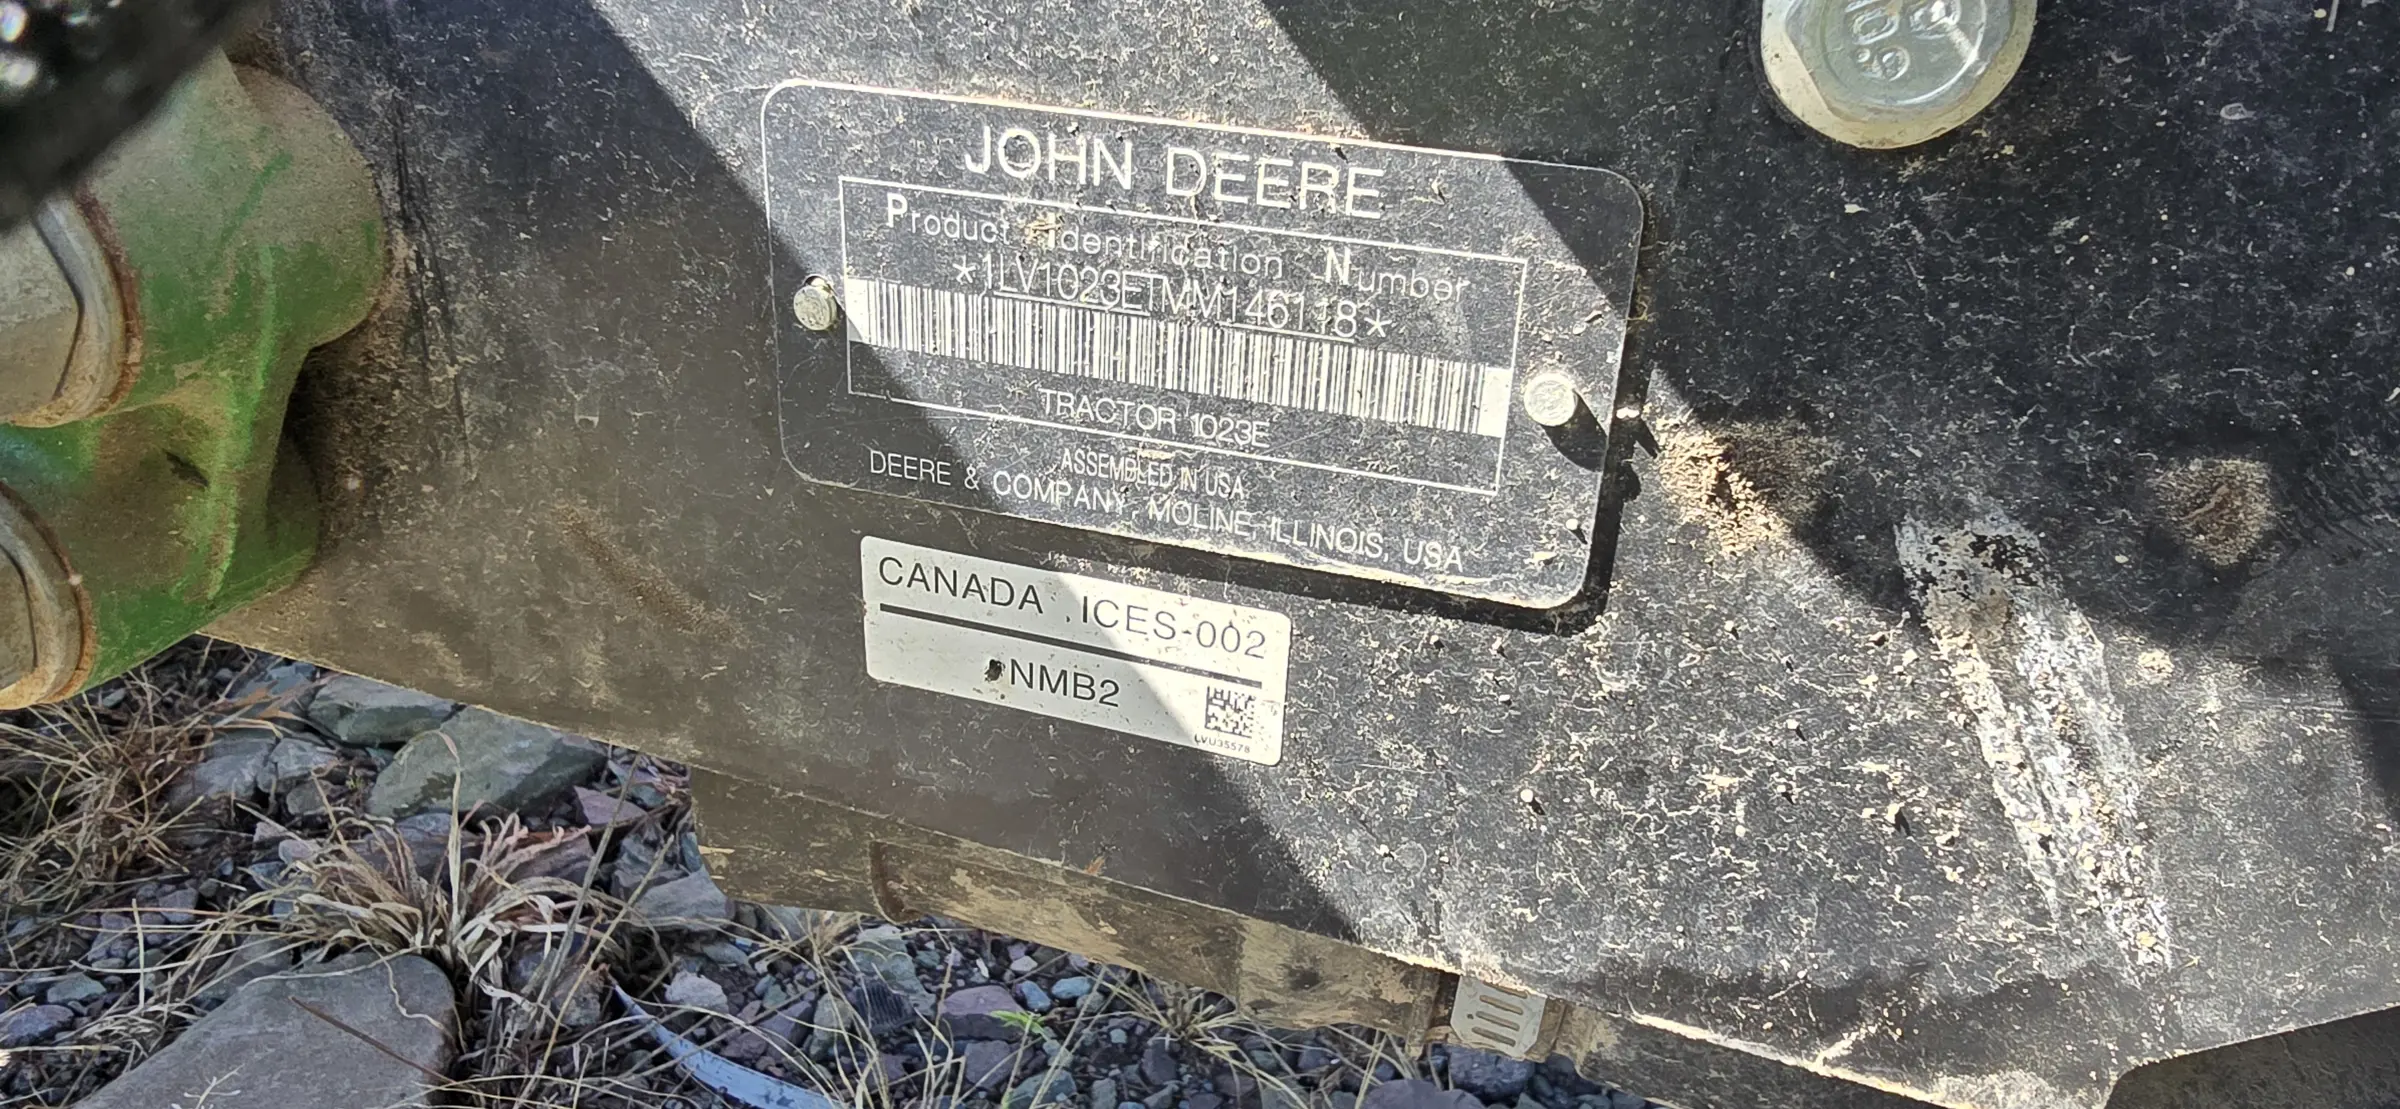 JOHN DEERE
Product Identification Number
*1LV1023ETMM146118*
TRACTOR 1023E
ASSEMBLED IN USA
DEERE & COMPANY, MOLINE, ILLINOIS, USA
CANADA ICES-002
NMB2
LVU35578